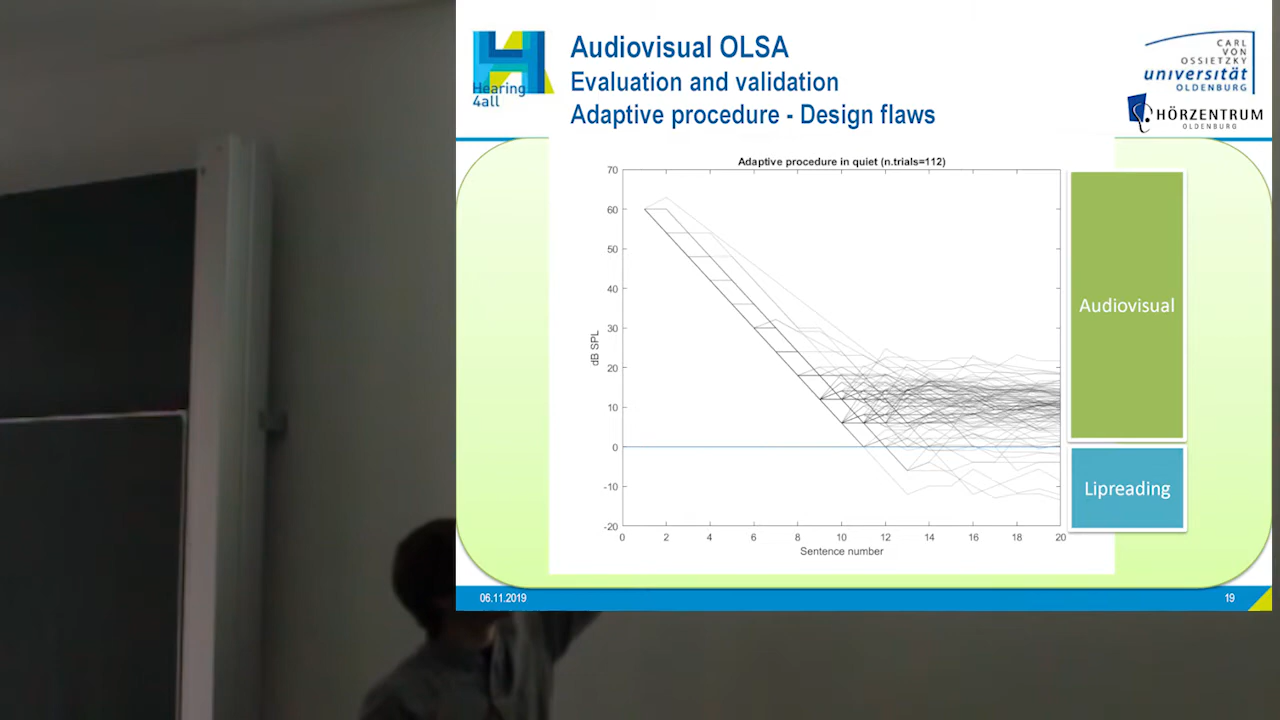 Hearing
4all
Audiovisual OLSA
Evaluation and validation
Adaptive procedure - Design flaws
CARL
VON
OSSIETZKY
universität
OLDENBURG
HÖRZENTRUM
OLDENBURG
Adaptive procedure in quiet (n.trials=112)
70
60
50
40
30
20
10
0
-10
-20
dB SPL
0 2 4 6 8 10 12 14 16 18 20
Sentence number
Audiovisual
Lipreading
06.11.2019
19